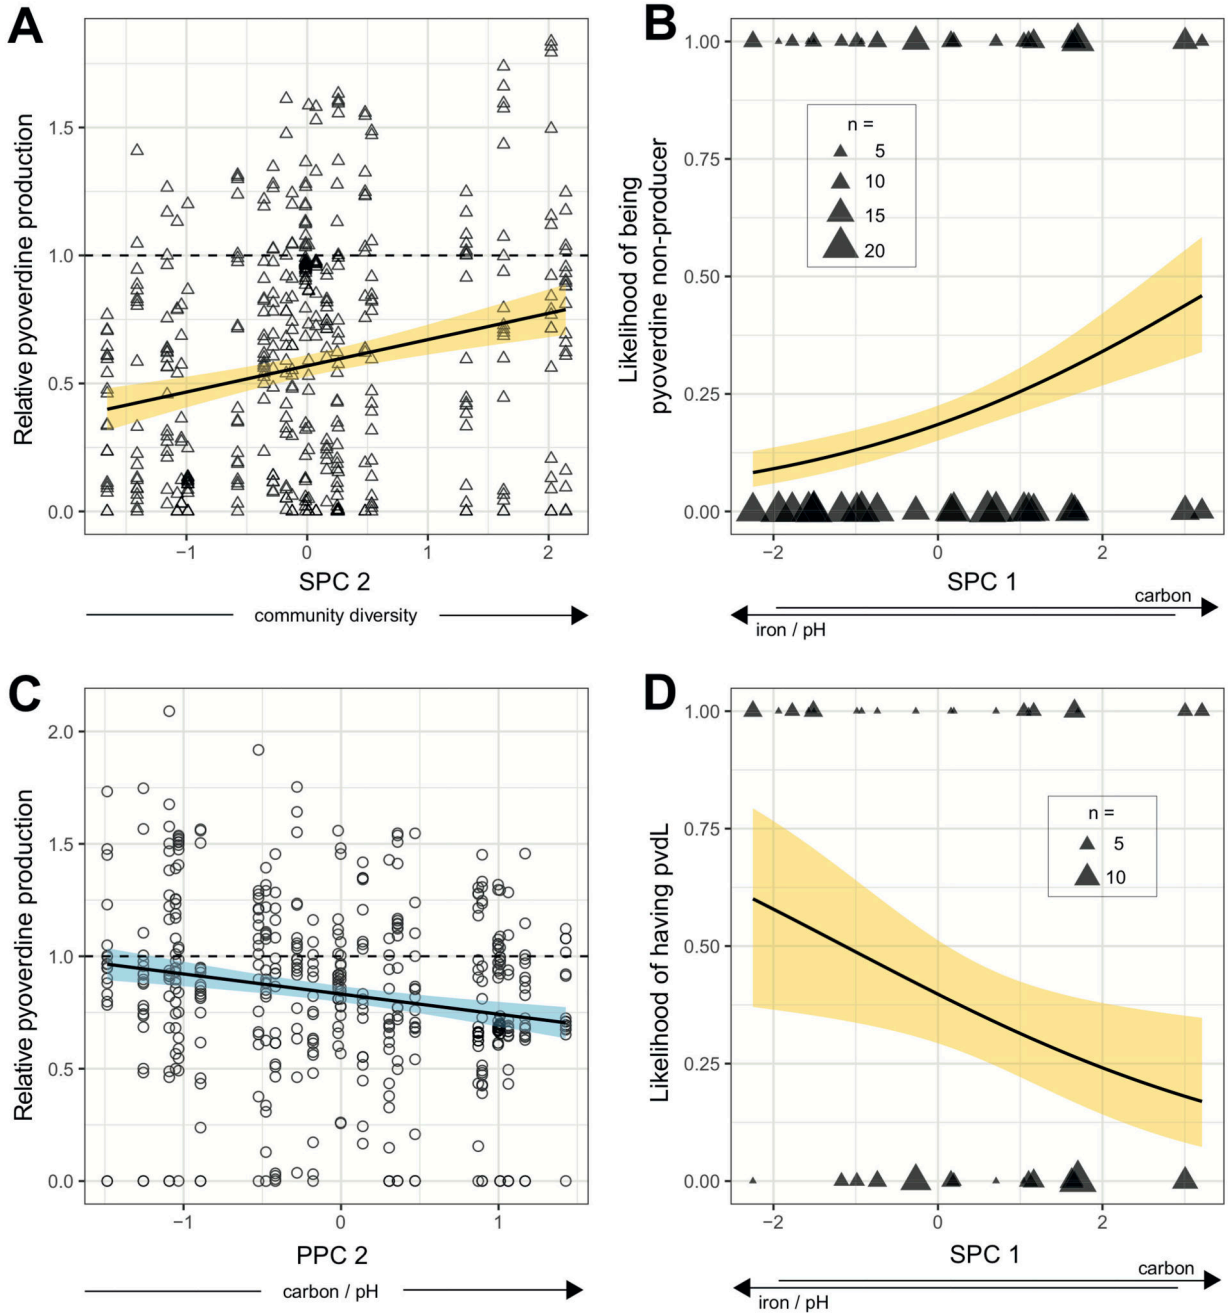 A
Relative pyoverdine production
1.5
1.0
0.5
0.0
−1
0
1
2
SPC 2
community diversity
B
Likelihood of being
pyoverdine non-producer
1.00
0.75
0.50
0.25
0.00
n =
5
10
15
20
−2
0
2
SPC 1
carbon
iron / pH
C
Relative pyoverdine production
2.0
1.5
1.0
0.5
0.0
−1
0
1
PPC 2
carbon / pH
D
Likelihood of having pvdL
1.00
0.75
0.50
0.25
0.00
n =
5
10
−2
0
2
SPC 1
carbon
iron / pH